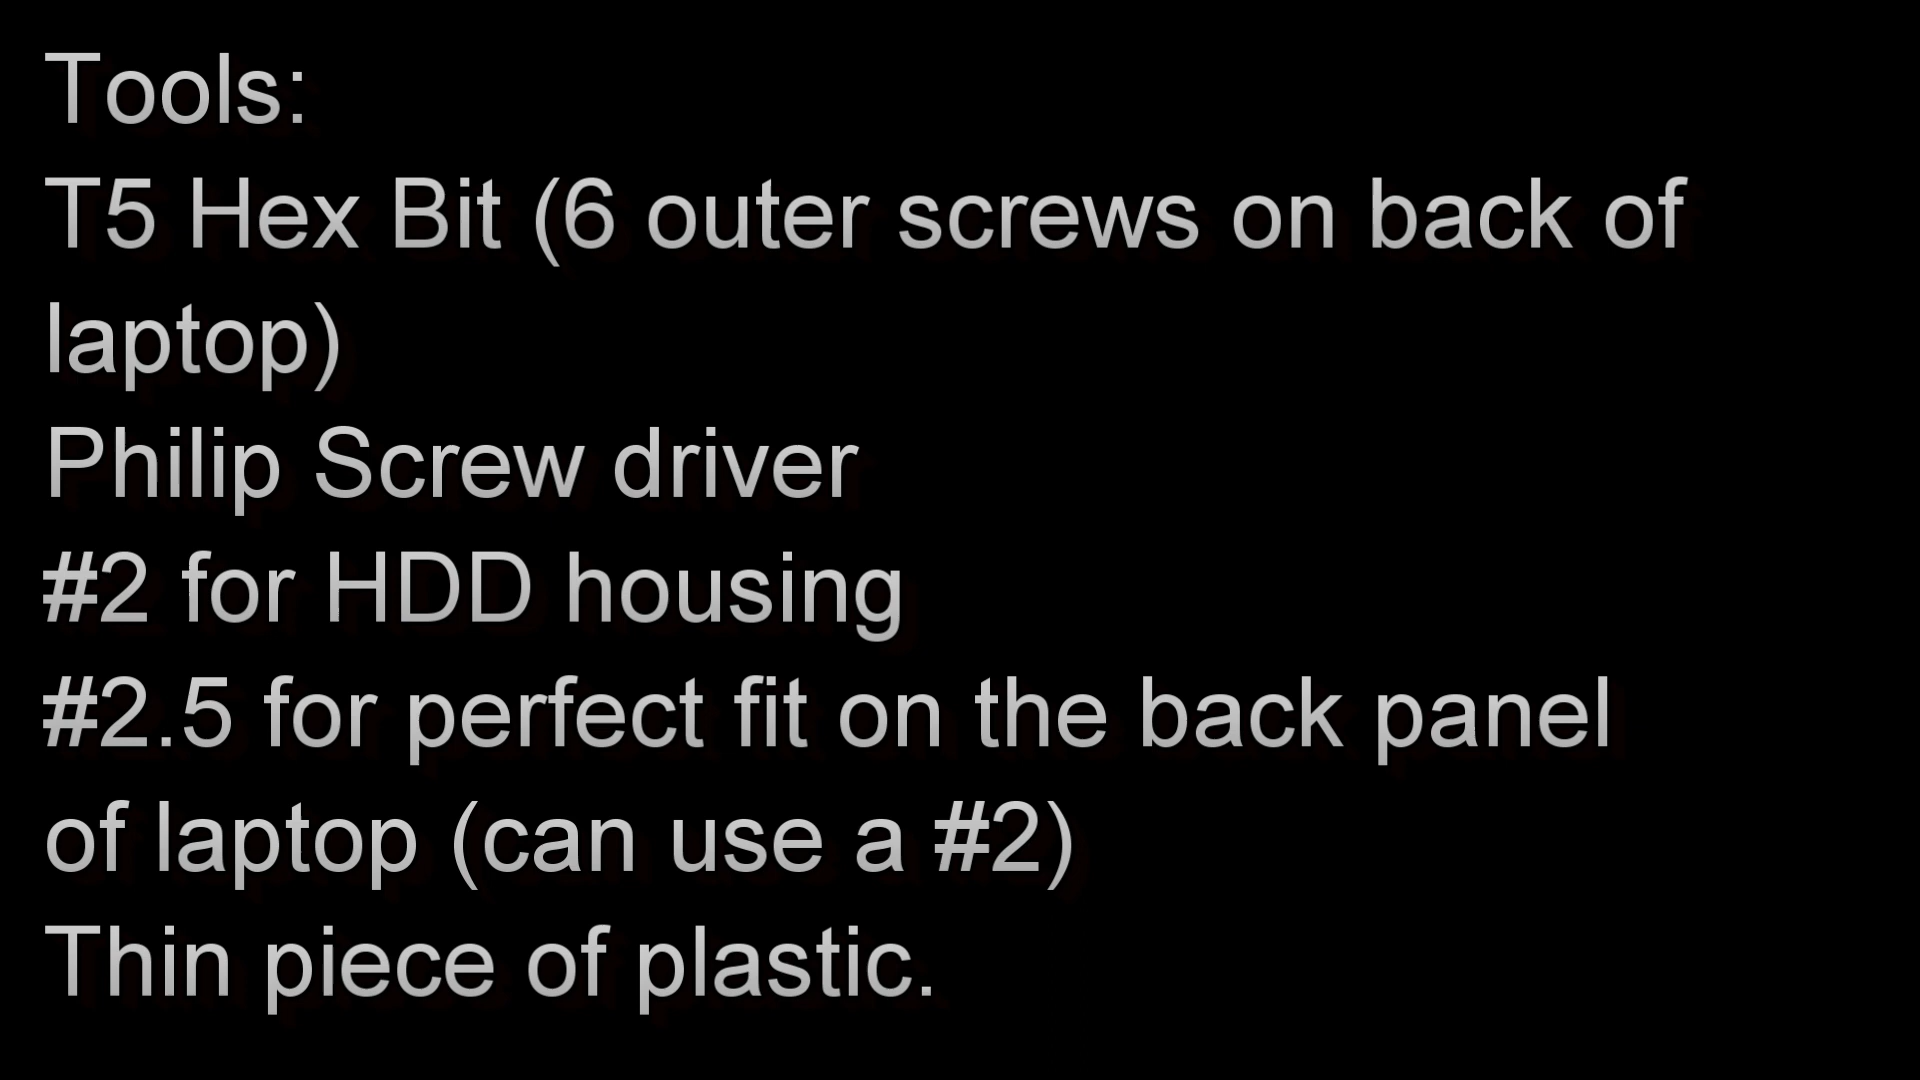 Tools:
T5 Hex Bit (6 outer screws on back of
laptop)
Philip Screw driver
#2 for HDD housing
#2.5 for perfect fit on the back panel
of laptop (can use a #2)
Thin piece of plastic.